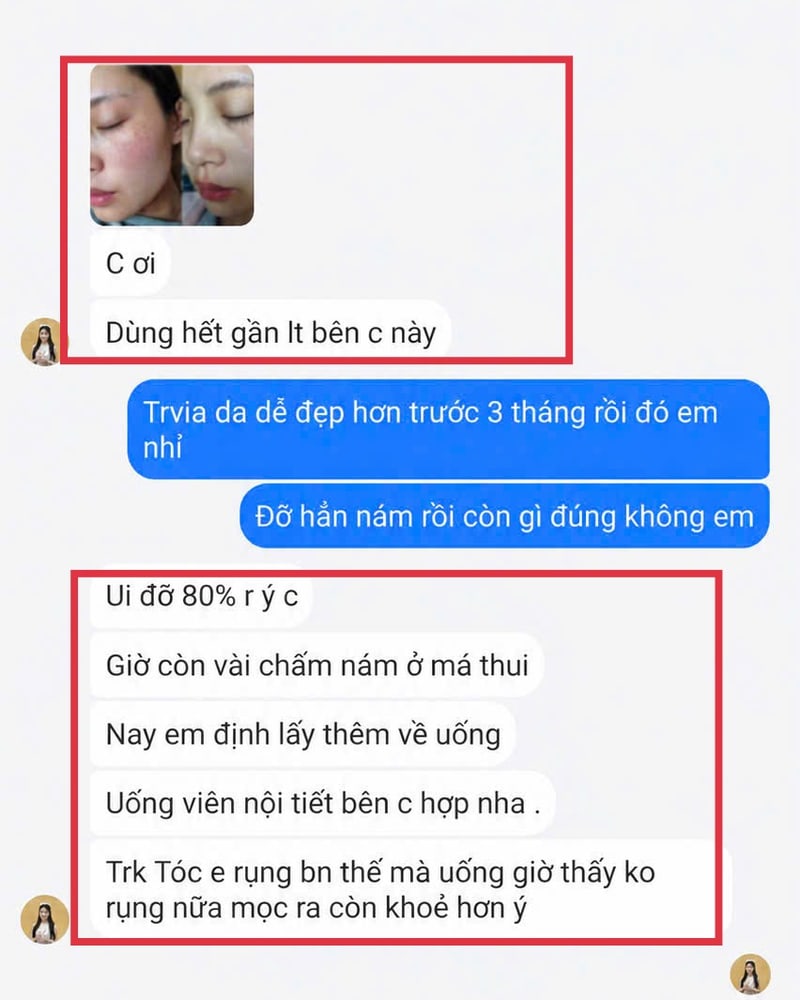 C ơi
Dùng hết gần lt bên c này
Trvia da dễ đẹp hơn trước 3 tháng rồi đó em
nhỉ
Đỡ hẳn nám rồi còn gì đúng không em
Ui đỡ 80% r ý c
Giờ còn vài chấm nám ở má thui
Nay em định lấy thêm về uống
Uống viên nội tiết bên c hợp nha .
Trk Tóc e rụng bn thế mà uống giờ thấy ko
rụng nữa mọc ra còn khoẻ hơn ý